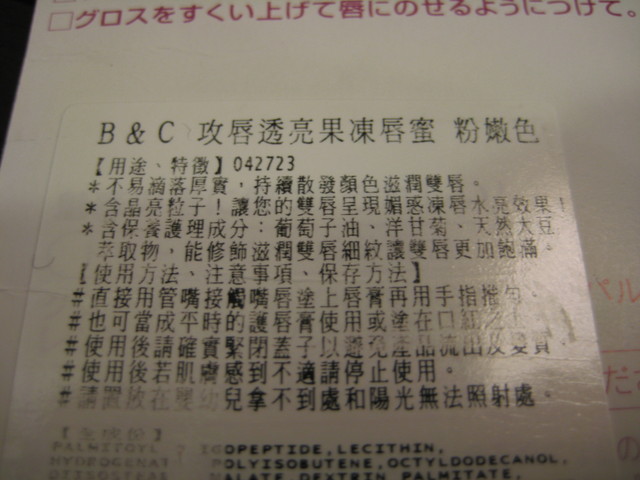 □グロスをすくい上げて唇にのせるようにつけて。
B & C 攻唇透亮果凍唇蜜 粉嫩色
【用途、特徵】042723
＊不易滴落厚實，持續散發顏色滋潤雙唇。
＊含晶亮粒子！讓您的雙唇呈現媚惑凍唇水亮效果！
＊含保養護理成分：葡萄子油、洋甘菊、天然大豆
萃取物，能修飾滋潤雙唇細紋讓雙唇更加飽滿。
【使用方法、注意事項、保存方法】
＃直接用管嘴接觸嘴唇塗上唇膏再用手指推勻、
＃也可當成平時的護唇膏使用或塗在口紅之上
＃使用後請確實緊閉蓋子以避免產品流出及變質。
＃使用後若肌膚感到不適請停止使用。
＃請置放在嬰幼兒拿不到處和陽光無法照射處。
【全成份】
PALMITOYL OPEPTIDE,LECITHIN,
HYDROGENAT POLYISOBUTENE,OCTYLDODECANOL,
MALATE,DEXTRIN PALMITATE,
バル
だ
の